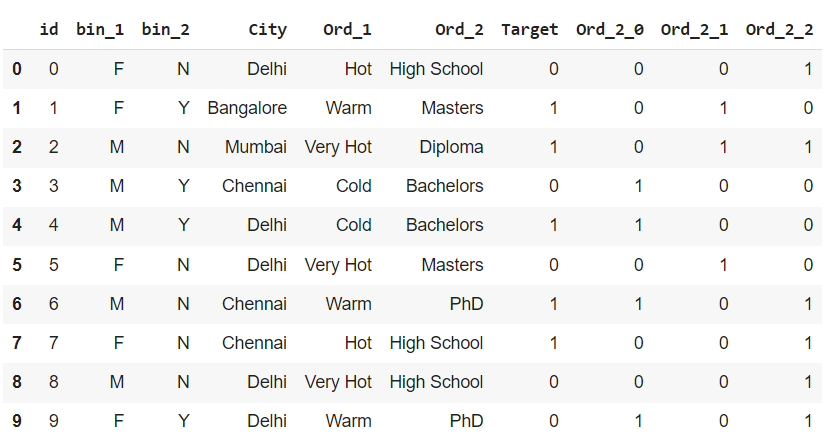 id bin_1 bin_2 City Ord_1 Ord_2 Target Ord_2_0 Ord_2_1 Ord_2_2
0 0 F N Delhi Hot High School 0 0 0 1
1 1 F Y Bangalore Warm Masters 1 0 1 0
2 2 M N Mumbai Very Hot Diploma 1 0 1 1
3 3 M Y Chennai Cold Bachelors 0 1 0 0
4 4 M Y Delhi Cold Bachelors 1 1 0 0
5 5 F N Delhi Very Hot Masters 0 0 1 0
6 6 M N Chennai Warm PhD 1 1 0 1
7 7 F N Chennai Hot High School 1 0 0 1
8 8 M N Delhi Very Hot High School 0 0 0 1
9 9 F Y Delhi Warm PhD 0 1 0 1